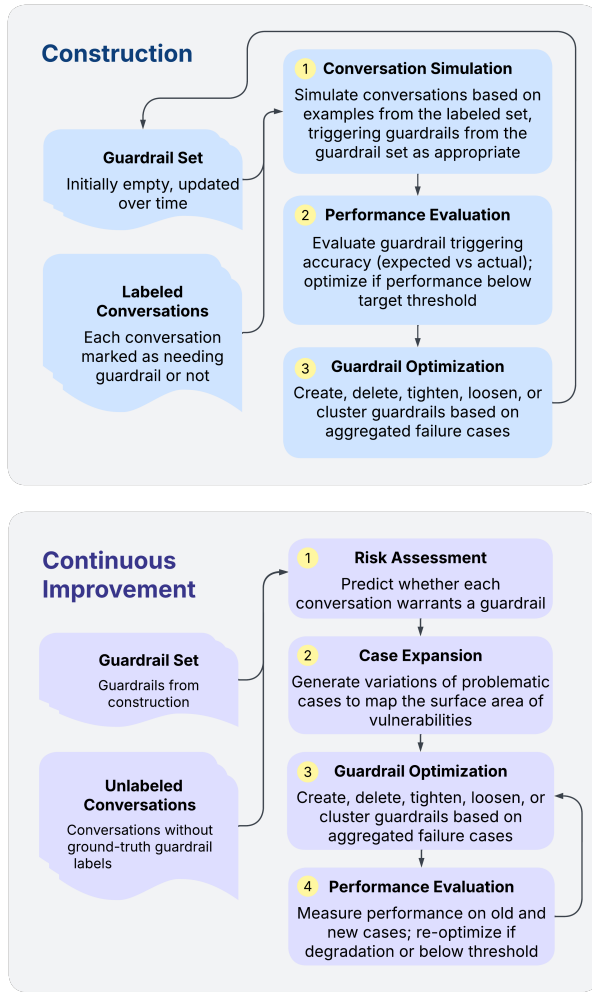 Construction
Guardrail Set
Initially empty, updated
over time
Labeled
Conversations
Each conversation
marked as needing
guardrail or not
1 Conversation Simulation
Simulate conversations based on
examples from the labeled set,
triggering guardrails from the
guardrail set as appropriate
2 Performance Evaluation
Evaluate guardrail triggering
accuracy (expected vs actual);
optimize if performance below
target threshold
3 Guardrail Optimization
Create, delete, tighten, loosen, or
cluster guardrails based on
aggregated failure cases
Continuous
Improvement
Guardrail Set
Guardrails from
construction
Unlabeled
Conversations
Conversations without
ground-truth guardrail
labels
1 Risk Assessment
Predict whether each
conversation warrants a guardrail
2 Case Expansion
Generate variations of problematic
cases to map the surface area of
vulnerabilities
3 Guardrail Optimization
Create, delete, tighten, loosen, or
cluster guardrails based on
aggregated failure cases
4 Performance Evaluation
Measure performance on old and
new cases; re-optimize if
degradation or below threshold